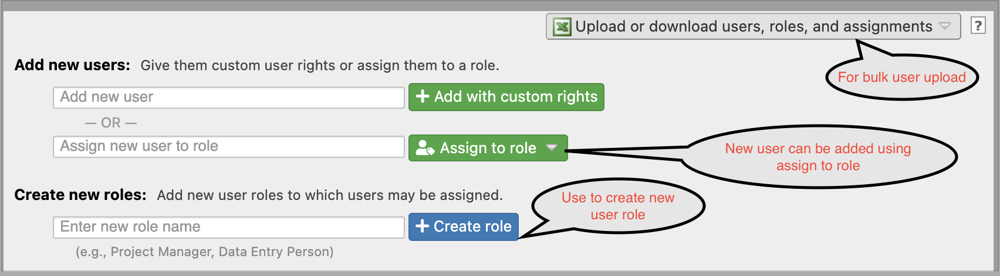 Upload or download users, roles, and assignments
?
For bulk user upload
Add new users: Give them custom user rights or assign them to a role.
Add new user
Add with custom rights
— OR —
Assign new user to role
Assign to role
New user can be added using
assign to role
Create new roles: Add new user roles to which users may be assigned.
Use to create new
user role
Enter new role name
Create role
(e.g., Project Manager, Data Entry Person)